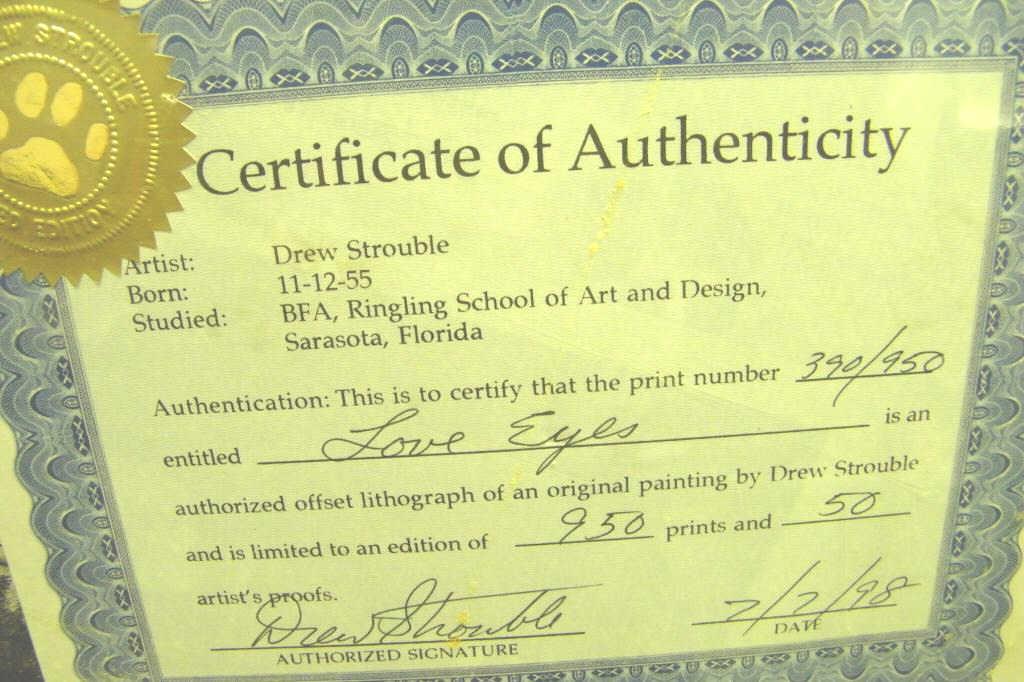 W STROUBLE
D EDITION
Certificate of Authenticity
Artist: Drew Strouble
Born: 11-12-55
Studied: BFA, Ringling School of Art and Design,
Sarasota, Florida
Authentication: This is to certify that the print number 390/950
entitled Love Eyes is an
authorized offset lithograph of an original painting by Drew Strouble
and is limited to an edition of 950 prints and 50
artist's proofs.
Drew Strouble 2/2/98
AUTHORIZED SIGNATURE DATE